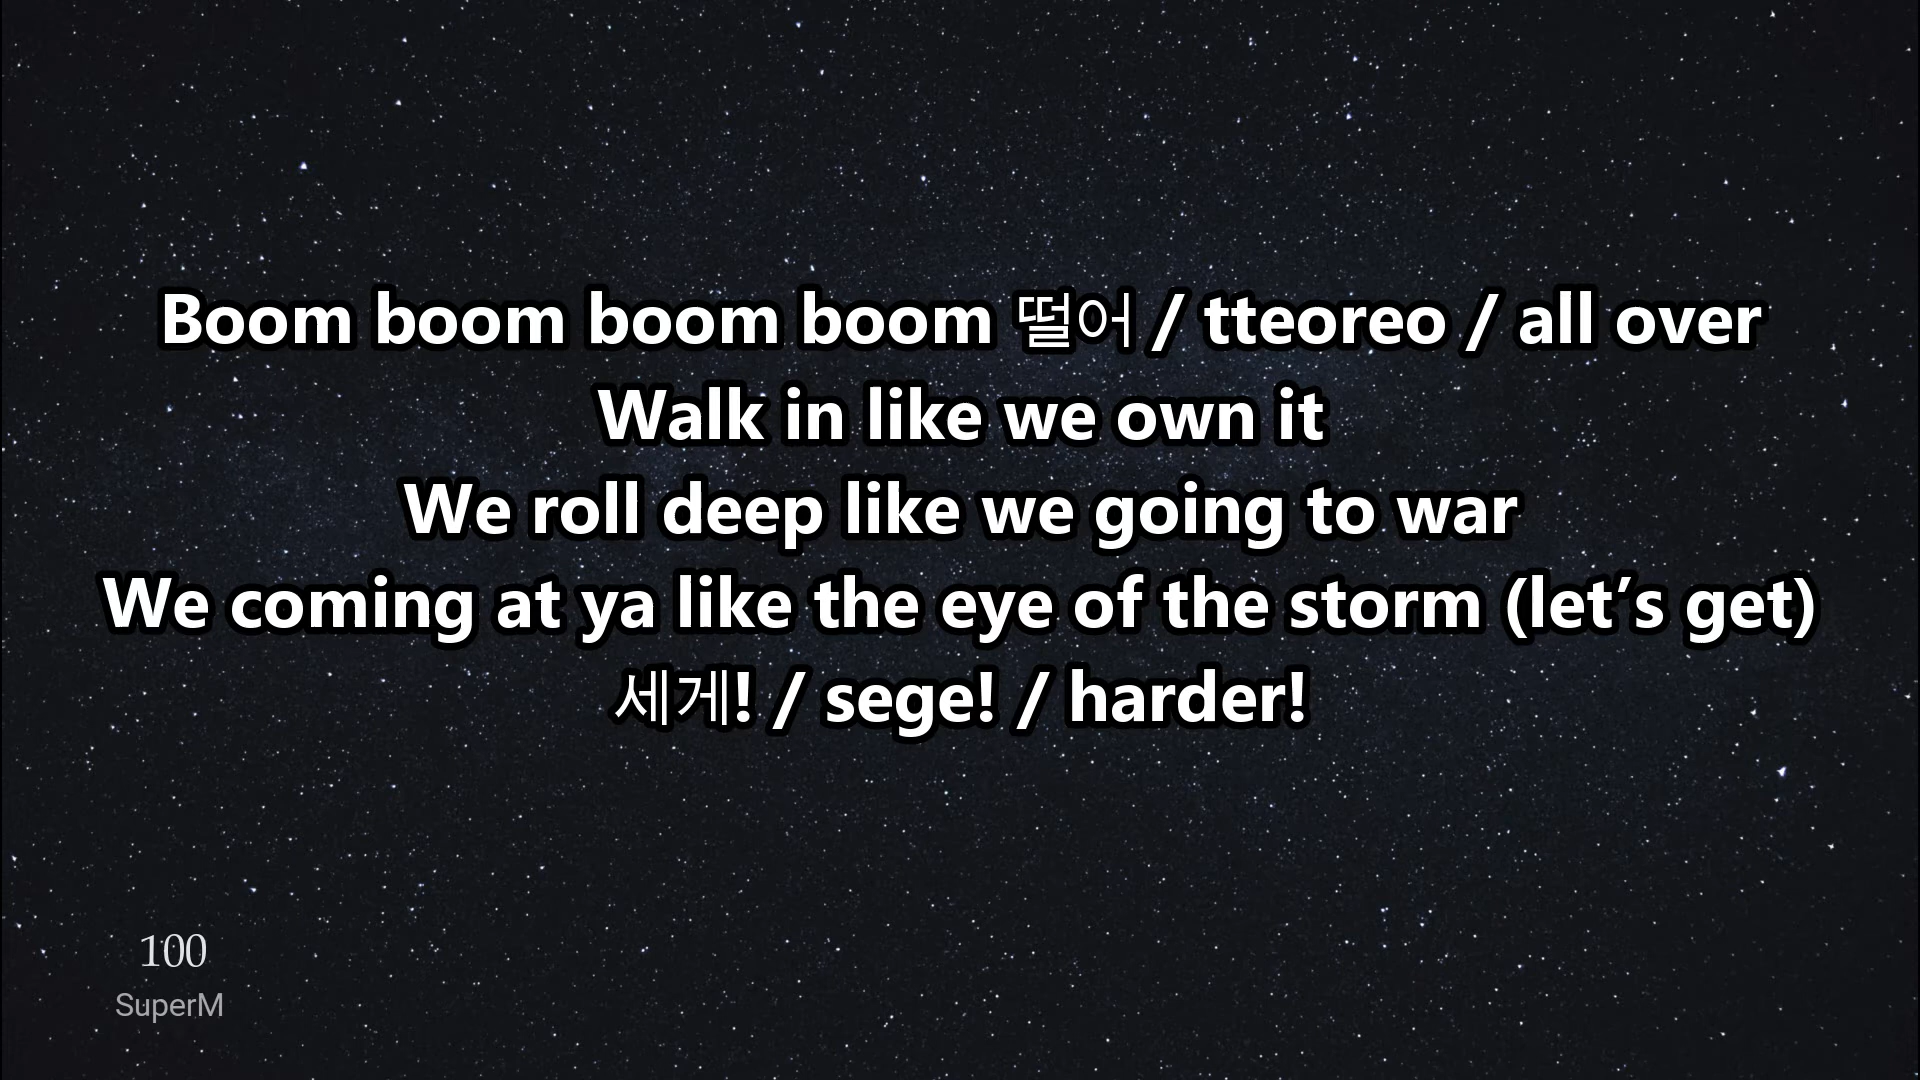 Boom boom boom boom 떨어 / tteoreo / all over
Walk in like we own it
We roll deep like we going to war
We coming at ya like the eye of the storm (let’s get)
세게! / sege! / harder!
100
SuperM